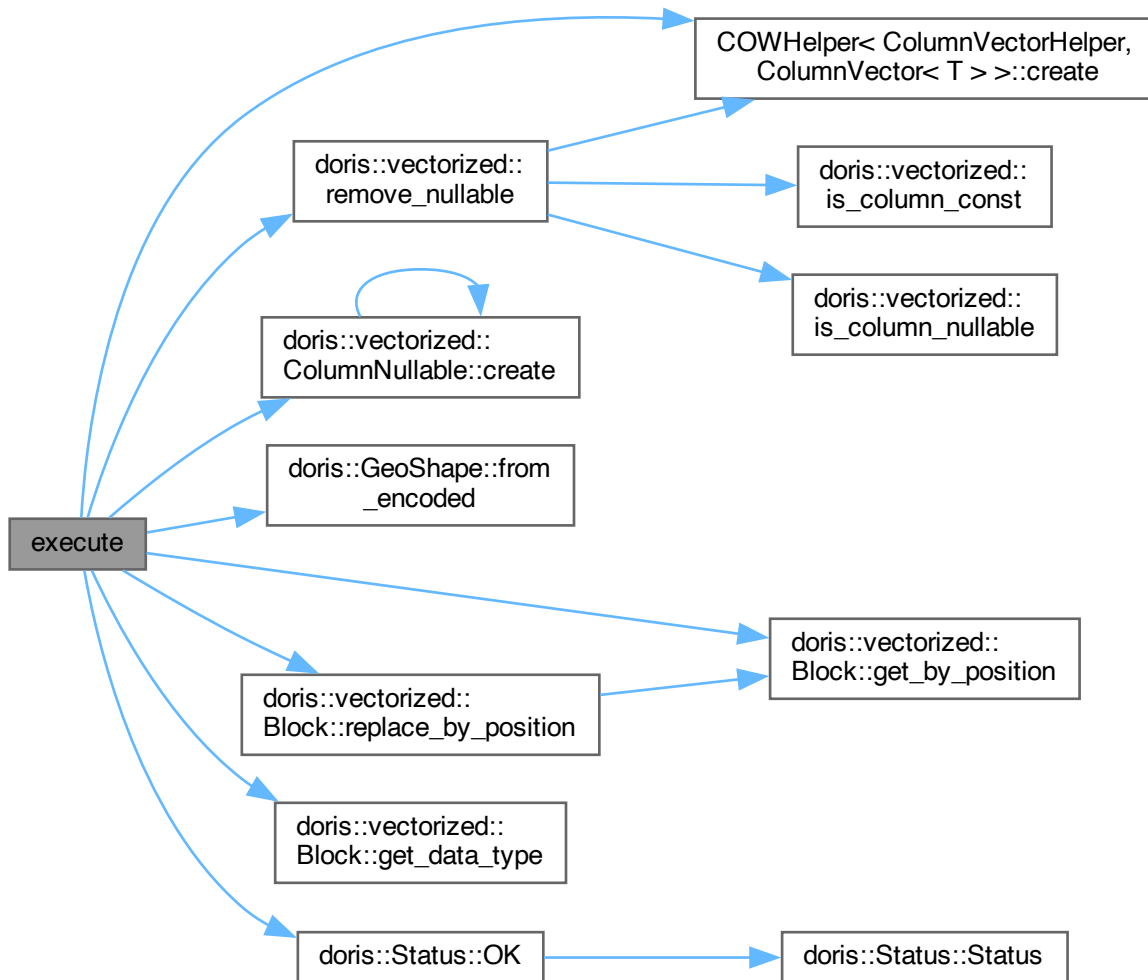 COWHelper< ColumnVectorHelper,
ColumnVector< T > >::create
doris::vectorized::
remove_nullable
doris::vectorized::
is_column_const
doris::vectorized::
is_column_nullable
doris::vectorized::
ColumnNullable::create
doris::GeoShape::from
_encoded
execute
doris::vectorized::
Block::get_by_position
doris::vectorized::
Block::replace_by_position
doris::vectorized::
Block::get_data_type
doris::Status::OK
doris::Status::Status